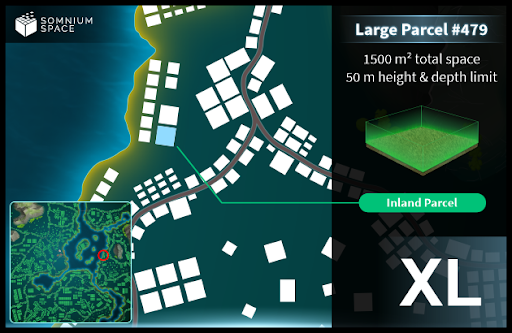 SOMNIUM
SPACE
Large Parcel #479
1500 m² total space
50 m height & depth limit
Inland Parcel
XL